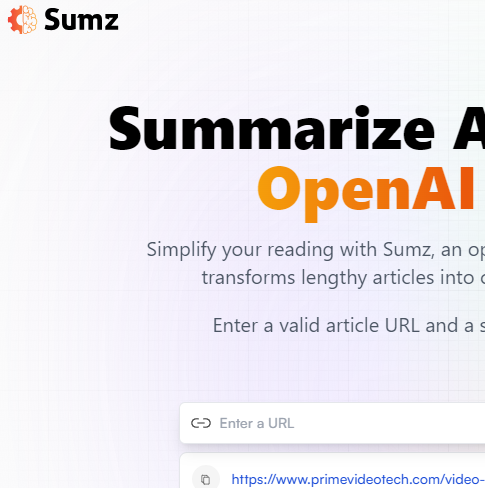 Sumz
Summarize A
OpenAI
Simplify your reading with Sumz, an op
transforms lengthy articles into c
Enter a valid article URL and a s
Enter a URL
https://www.primevideotech.com/video-